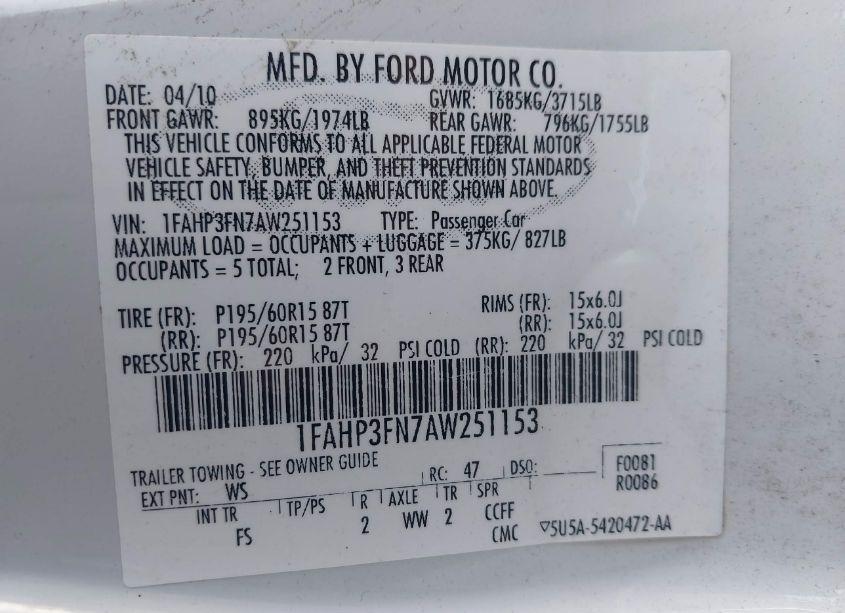 MFD. BY FORD MOTOR CO.
DATE: 04/10 GVWR: 1685KG/3715LB
FRONT GAWR: 895KG/1974LB REAR GAWR: 796KG/1755LB
THIS VEHICLE CONFORMS TO ALL APPLICABLE FEDERAL MOTOR
VEHICLE SAFETY, BUMPER, AND THEFT PREVENTION STANDARDS
IN EFFECT ON THE DATE OF MANUFACTURE SHOWN ABOVE.
VIN: 1FAHP3FN7AW251153 TYPE: Passenger Car
MAXIMUM LOAD = OCCUPANTS + LUGGAGE = 375KG/ 827LB
OCCUPANTS = 5 TOTAL; 2 FRONT, 3 REAR
TIRE (FR): P195/60R15 87T RIMS (FR): 15x6.0J
(RR): P195/60R15 87T (RR): 15x6.0J
PRESSURE (FR): 220 kPa/ 32 PSI COLD (RR): 220 kPa/ 32 PSI COLD
1FAHP3FN7AW251153
TRAILER TOWING - SEE OWNER GUIDE
EXT PNT: WS RC: 47 DSO: F0081
R0086
INT TR TP/PS R AXLE TR SPR
FS 2 WW 2 CCFF
CMC ▽5U5A-5420472-AA